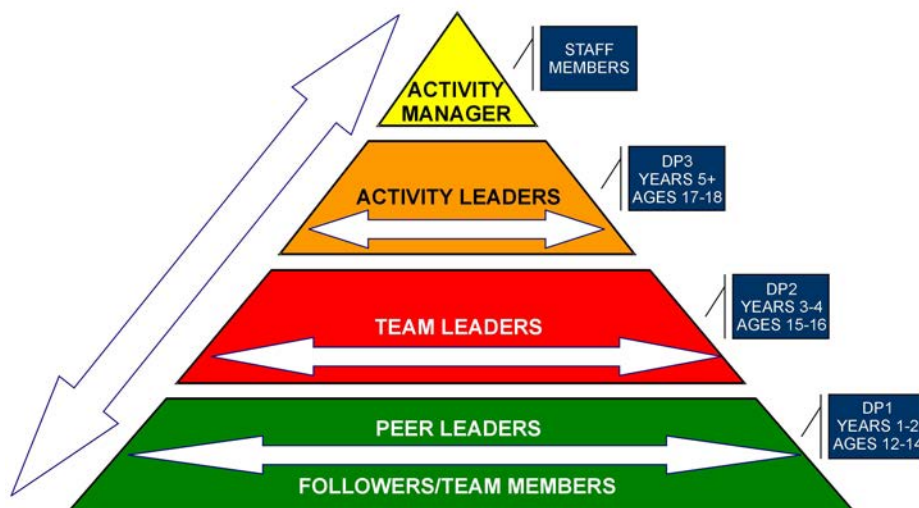 STAFF
MEMBERS
ACTIVITY
MANAGER
DP3
YEARS 5+
AGES 17-18
ACTIVITY LEADERS
DP2
YEARS 3-4
AGES 15-16
TEAM LEADERS
DP1
YEARS 1-2
AGES 12-14
PEER LEADERS
FOLLOWERS/TEAM MEMBERS